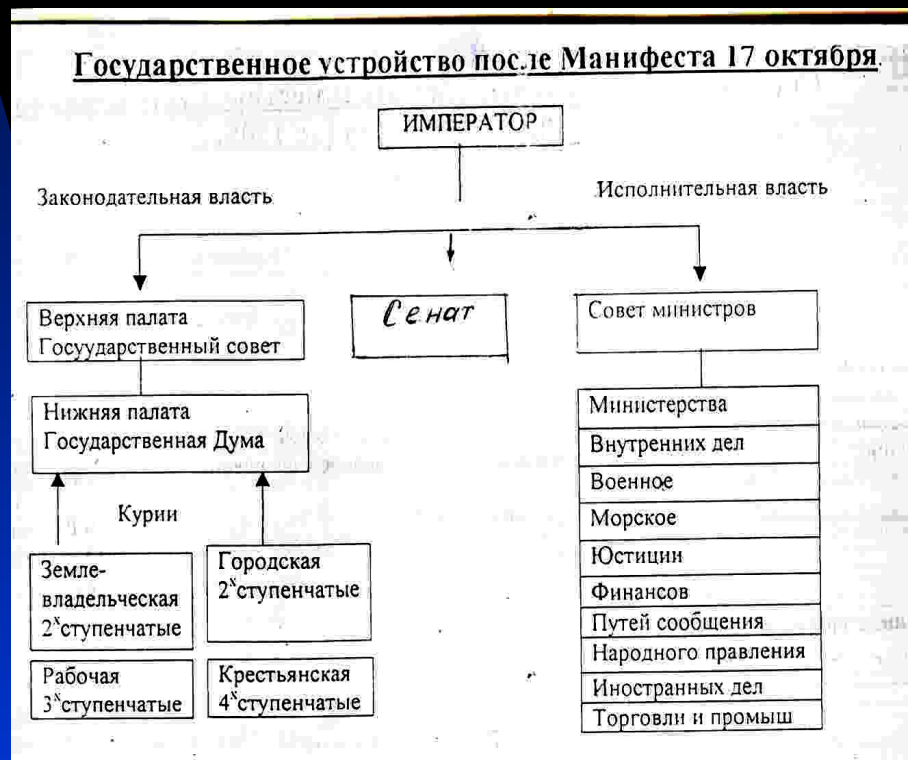 Государственное устройство после Манифеста 17 октября.
ИМПЕРАТОР
Законодательная власть
Исполнительная власть
Верхняя палата
Госуударственный совет
Сенат
Совет министров
Нижняя палата
Государственная Дума
Курии
Земле-
владельческая
2хступенчатые
Городская
2хступенчатые
Рабочая
3хступенчатые
Крестьянская
4хступенчатые
Министерства
Внутренних дел
Военное
Морское
Юстиции
Финансов
Путей сообщения
Народного правления
Иностранных дел
Торговли и промыш